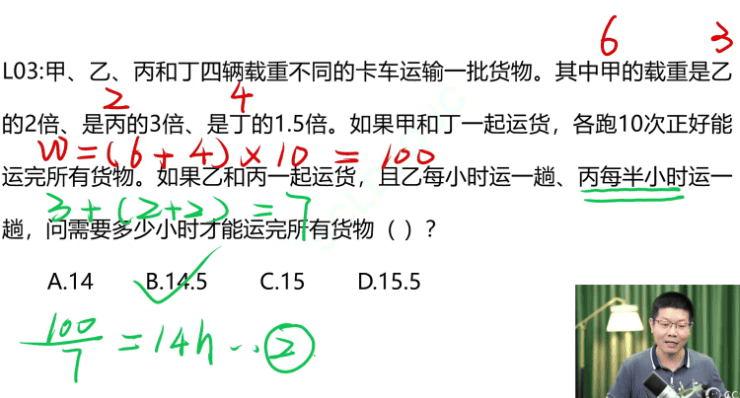 6 3
L03:甲、乙、丙和丁四辆载重不同的卡车运输一批货物。其中甲的载重是乙
2 4
的2倍、是丙的3倍、是丁的1.5倍。如果甲和丁一起运货，各跑10次正好能
W=(6+4)×10=100
运完所有货物。如果乙和丙一起运货，且乙每小时运一趟、丙每半小时运一
3+(2+2)=7
趟，问需要多少小时才能运完所有货物（ ）？
A.14 B.14.5 C.15 D.15.5
100/7=14h…②